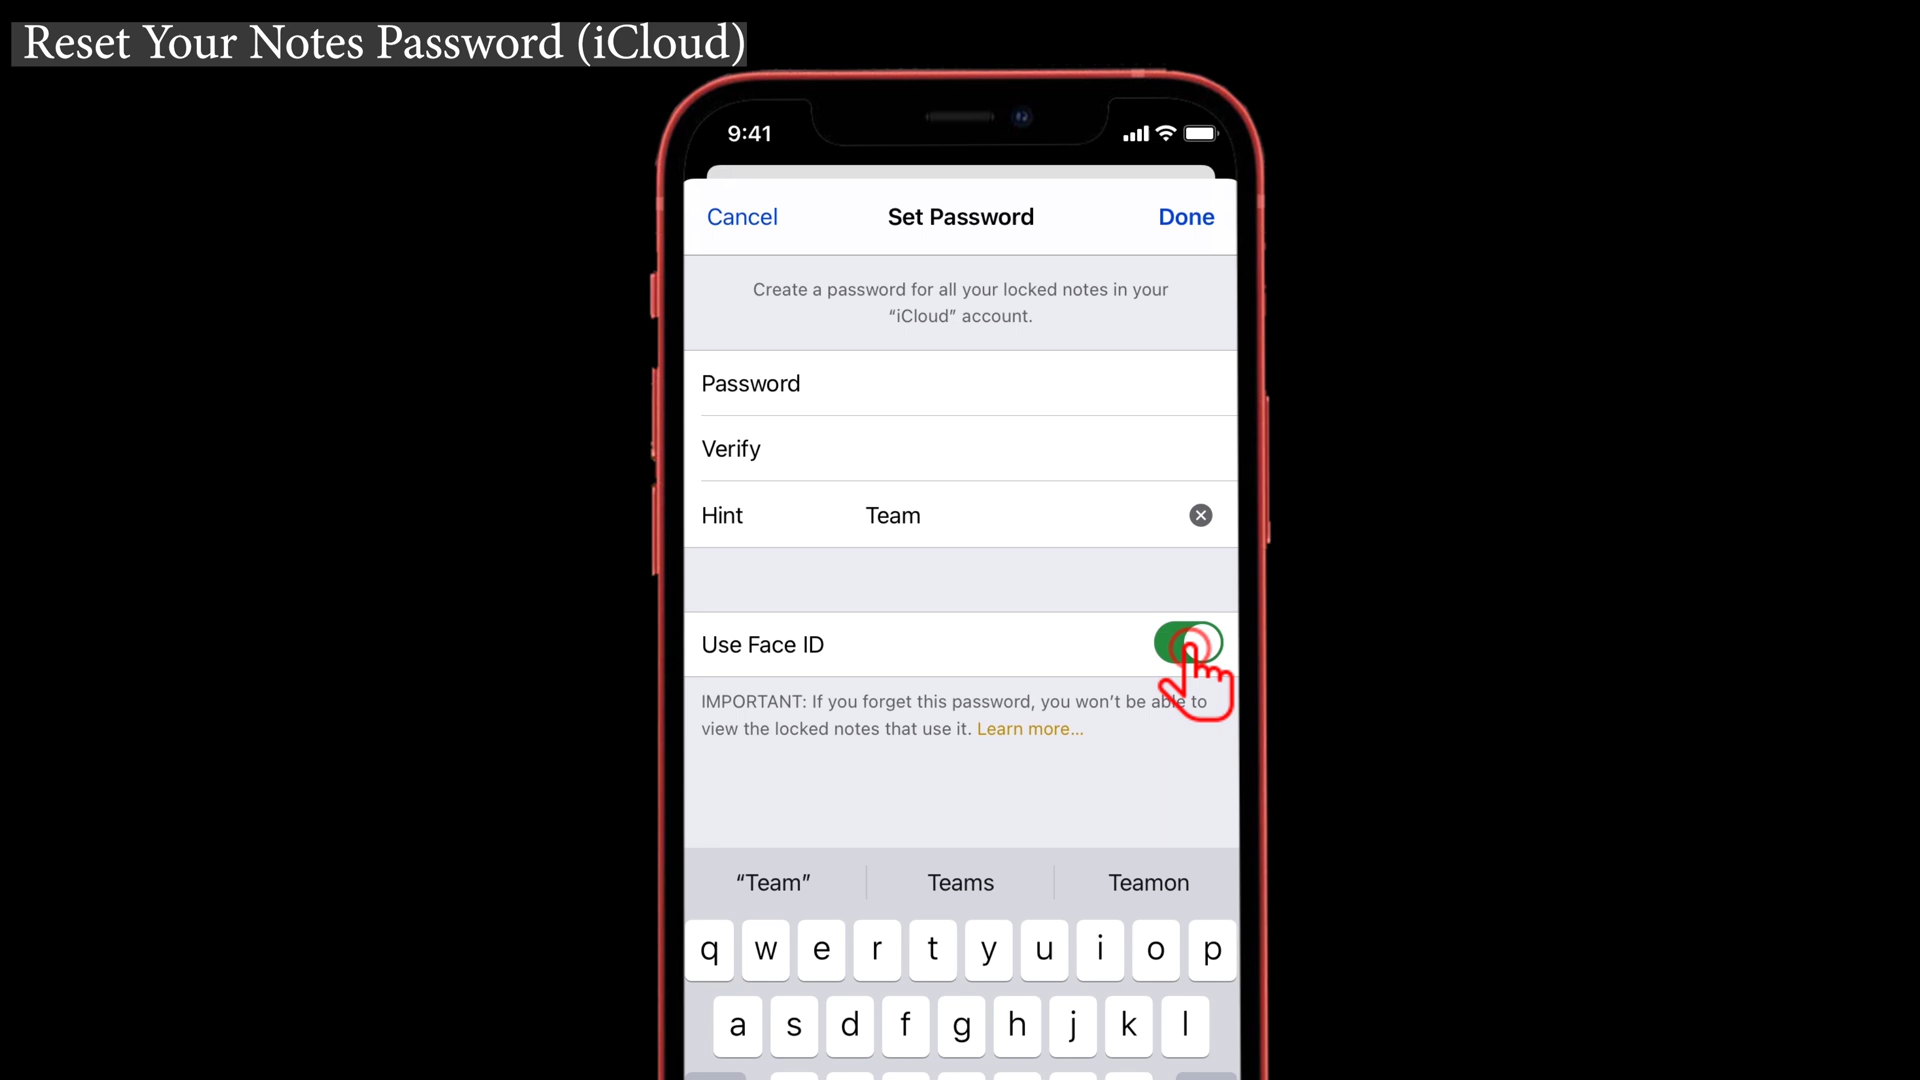 Reset Your Notes Password (iCloud)
9:41
Cancel Set Password Done
Create a password for all your locked notes in your
“iCloud” account.
Password
Verify
Hint Team
Use Face ID
IMPORTANT: If you forget this password, you won’t be able to
view the locked notes that use it. Learn more...
“Team” Teams Teamon
q w e r t y u i o p
a s d f g h j k l